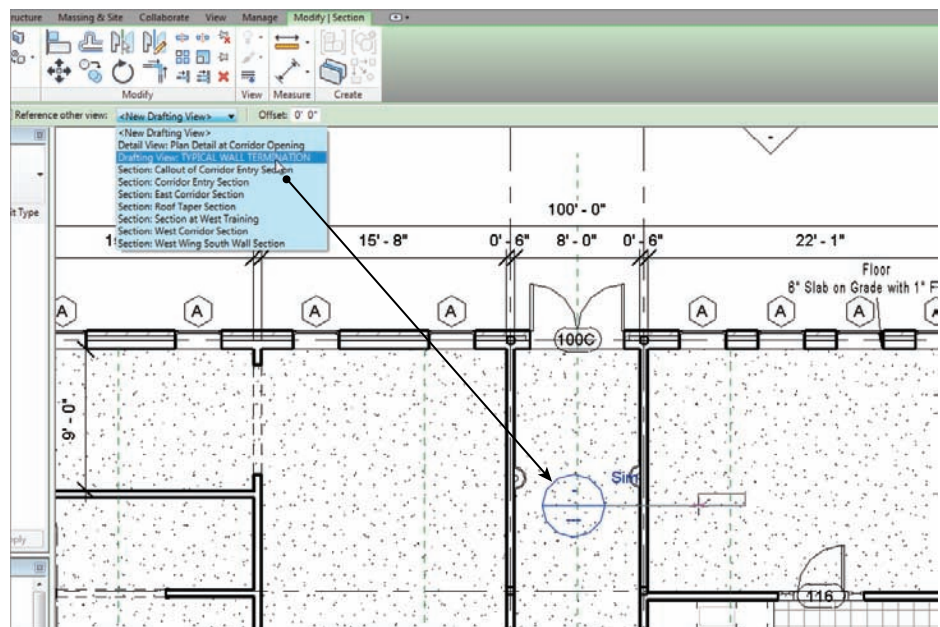 Massing & Site Collaborate View Manage Modify | Section
Modify View Measure Create
Reference other view: <New Drafting View> Offset: 0' 0"
<New Drafting View>
Detail View: Plan Detail at Corridor Opening
Drafting View: TYPICAL WALL TERMINATION
Section: Callout of Corridor Entry Section
Section: Corridor Entry Section
Section: East Corridor Section
Section: Roof Taper Section
Section: Section at West Training
Section: West Corridor Section
Section: West Wing South Wall Section
it Type
100' - 0"
15' - 8" 0' - 6" 8' - 0" 0' - 6" 22' - 1"
Floor
6" Slab on Grade with 1" F
A A A A A A A
100C
9' - 0"
Sim
116